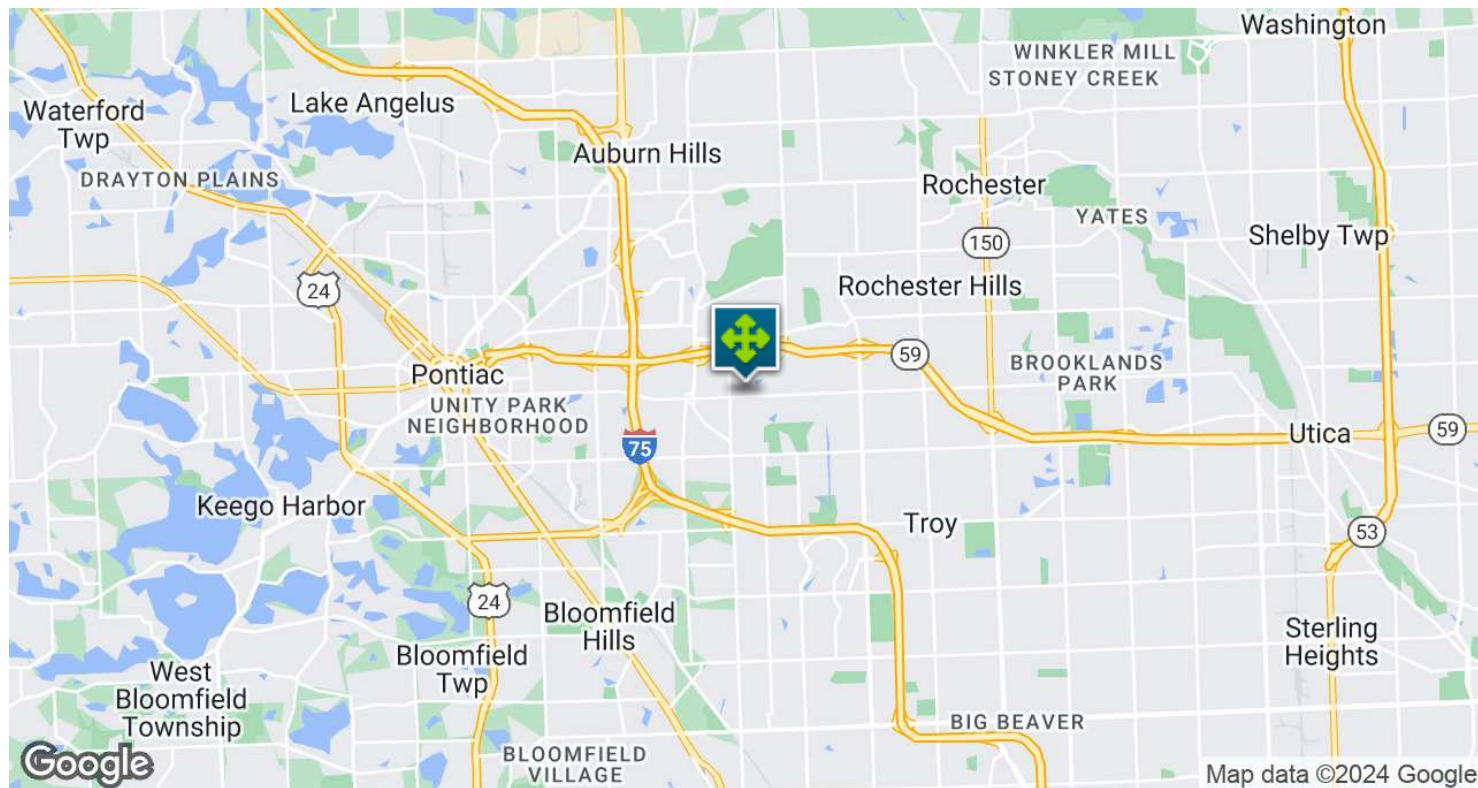 Washington
WINKLER MILL
STONEY CREEK
Waterford
Twp
Lake Angelus
Auburn Hills
DRAYTON PLAINS
Rochester
YATES
Shelby Twp
150
24
Rochester Hills
59
BROOKLANDS
PARK
Pontiac
UNITY PARK
NEIGHBORHOOD
75
Utica
59
Keego Harbor
Troy
53
24
Bloomfield
Hills
Sterling
Heights
Bloomfield
Twp
West
Bloomfield
Township
BIG BEAVER
BLOOMFIELD
VILLAGE
Google
Map data ©2024 Google